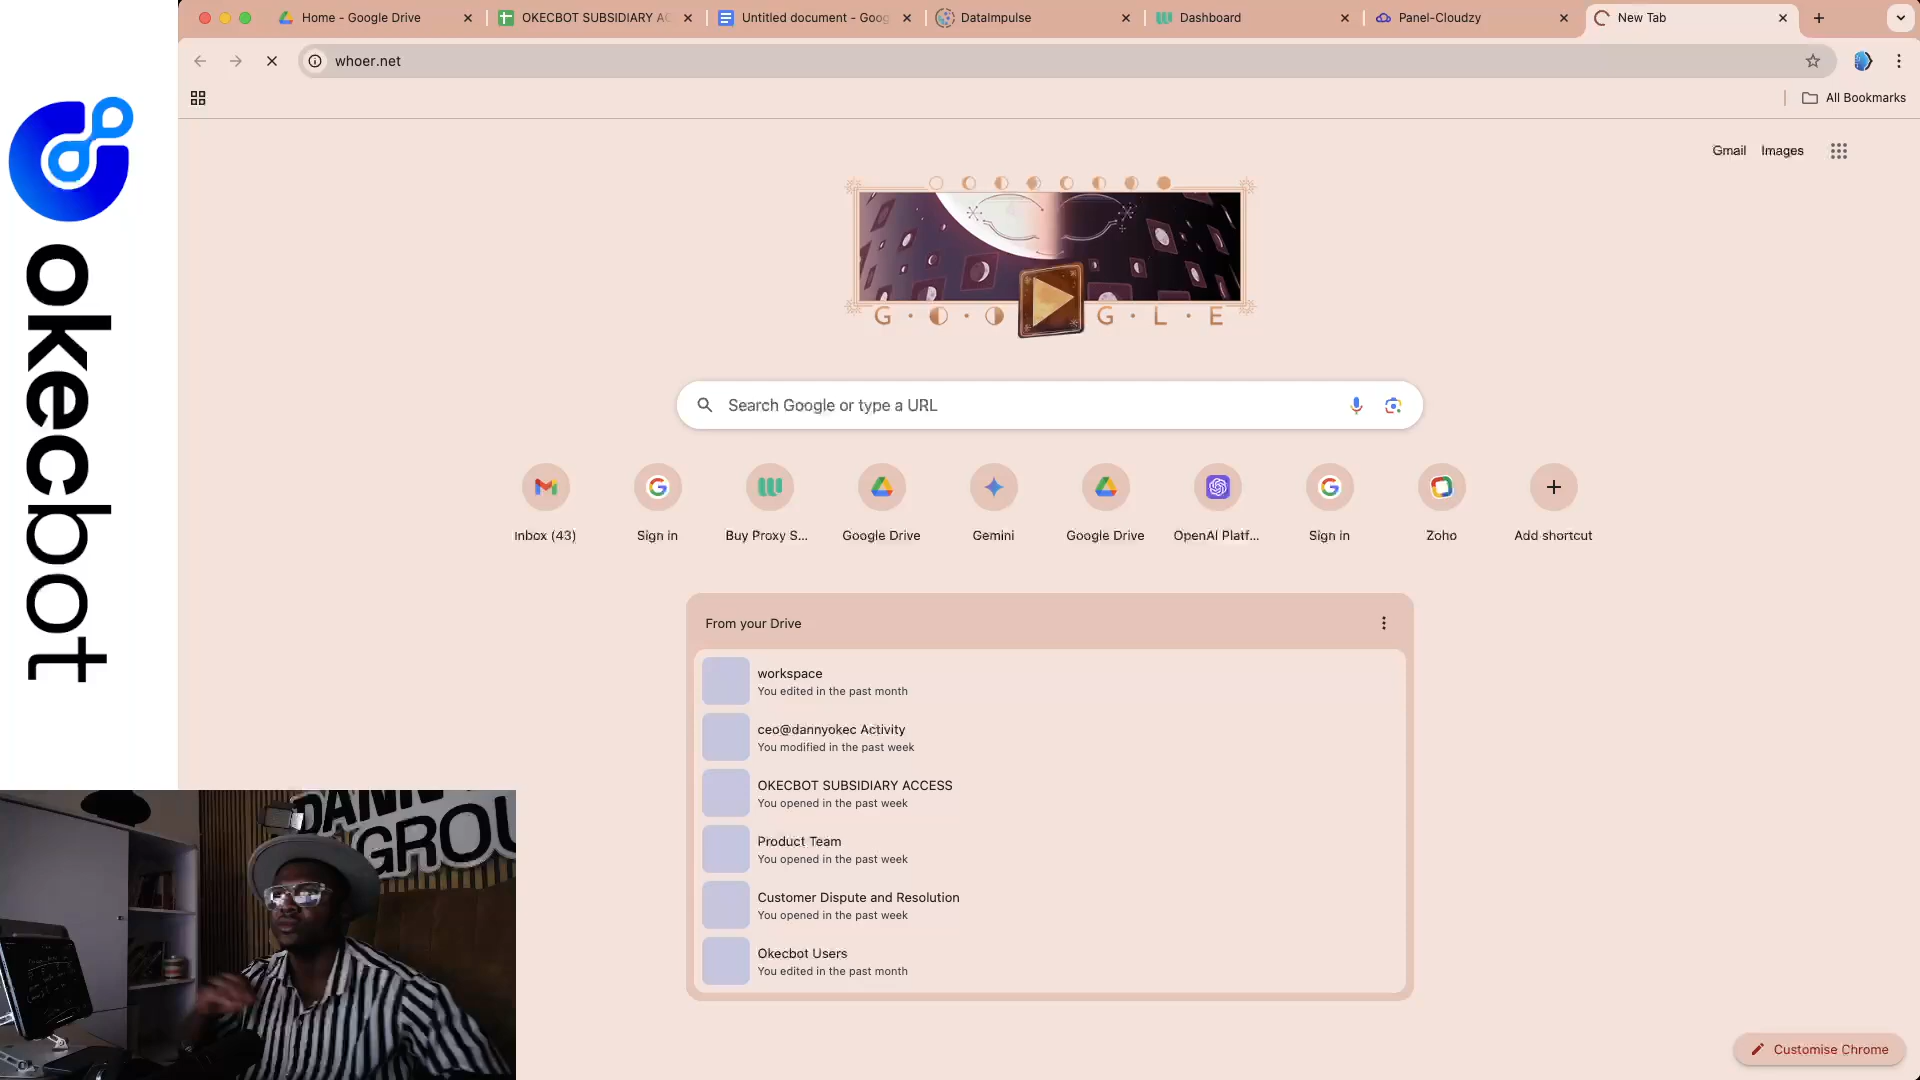 Home - Google Drive
OKECBOT SUBSIDIARY AC
Untitled document - Goog
DataImpulse
Dashboard
Panel-Cloudzy
New Tab
whoer.net
All Bookmarks
Gmail
Images
G O O G L E
Search Google or type a URL
Inbox (43)
Sign in
Buy Proxy S...
Google Drive
Gemini
Google Drive
OpenAI Platf...
Sign in
Zoho
Add shortcut
From your Drive
workspace
You edited in the past month
ceo@dannyokec Activity
You modified in the past week
OKECBOT SUBSIDIARY ACCESS
You opened in the past week
Product Team
You opened in the past week
Customer Dispute and Resolution
You opened in the past week
Okecbot Users
You edited in the past month
Customise Chrome
okecbot
DANN
GROU